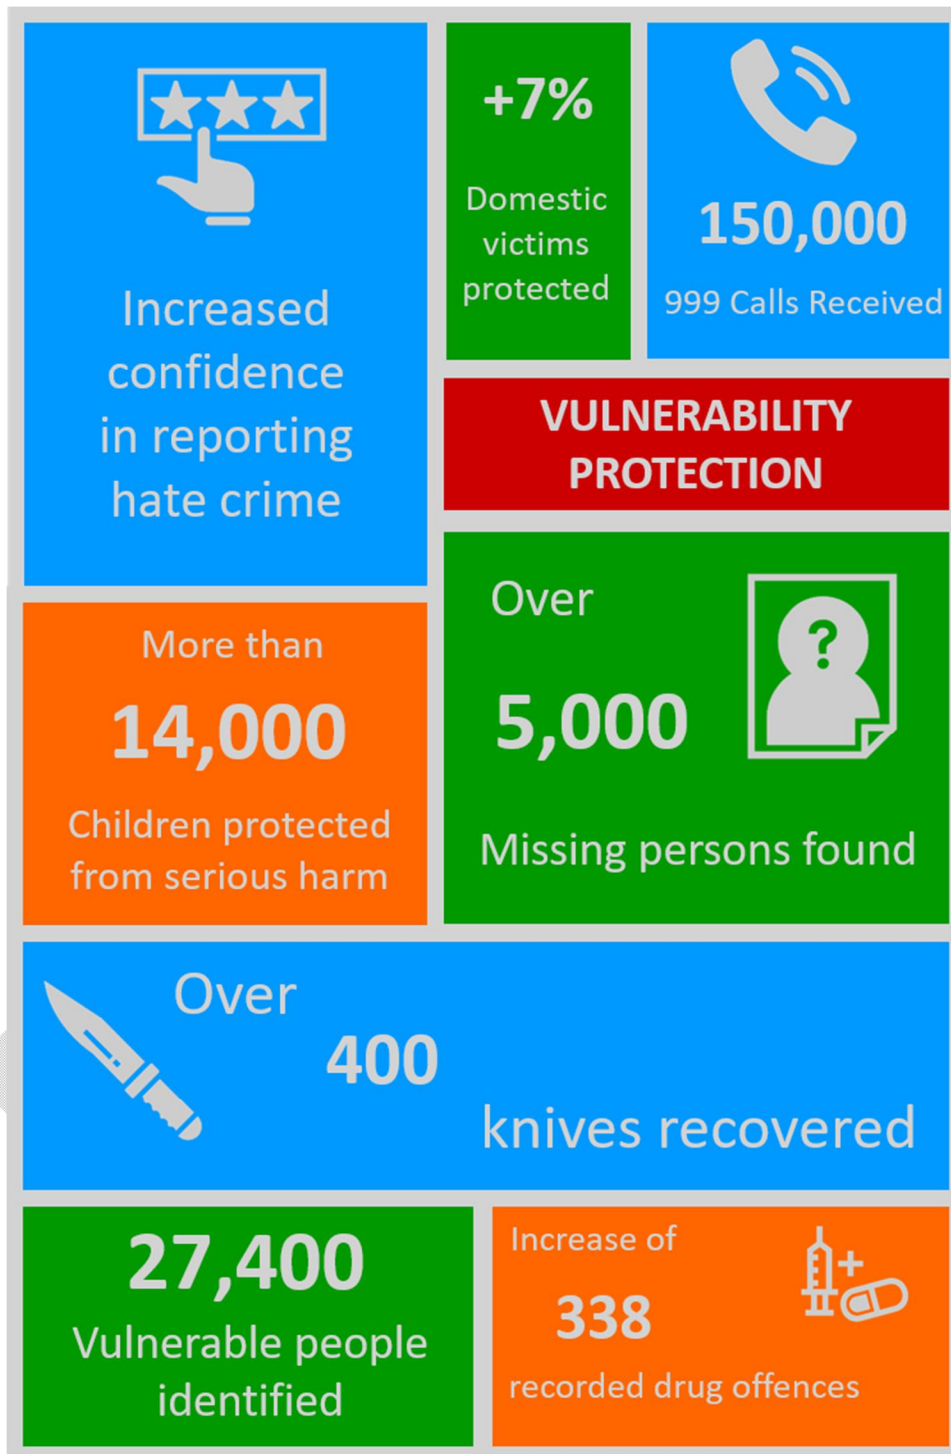 Increased
confidence
in reporting
hate crime
+7%
Domestic
victims
protected
150,000
999 Calls Received
VULNERABILITY
PROTECTION
More than
14,000
Children protected
from serious harm
Over
5,000
?
Missing persons found
Over
400
knives recovered
27,400
Vulnerable people
identified
Increase of
338
recorded drug offences